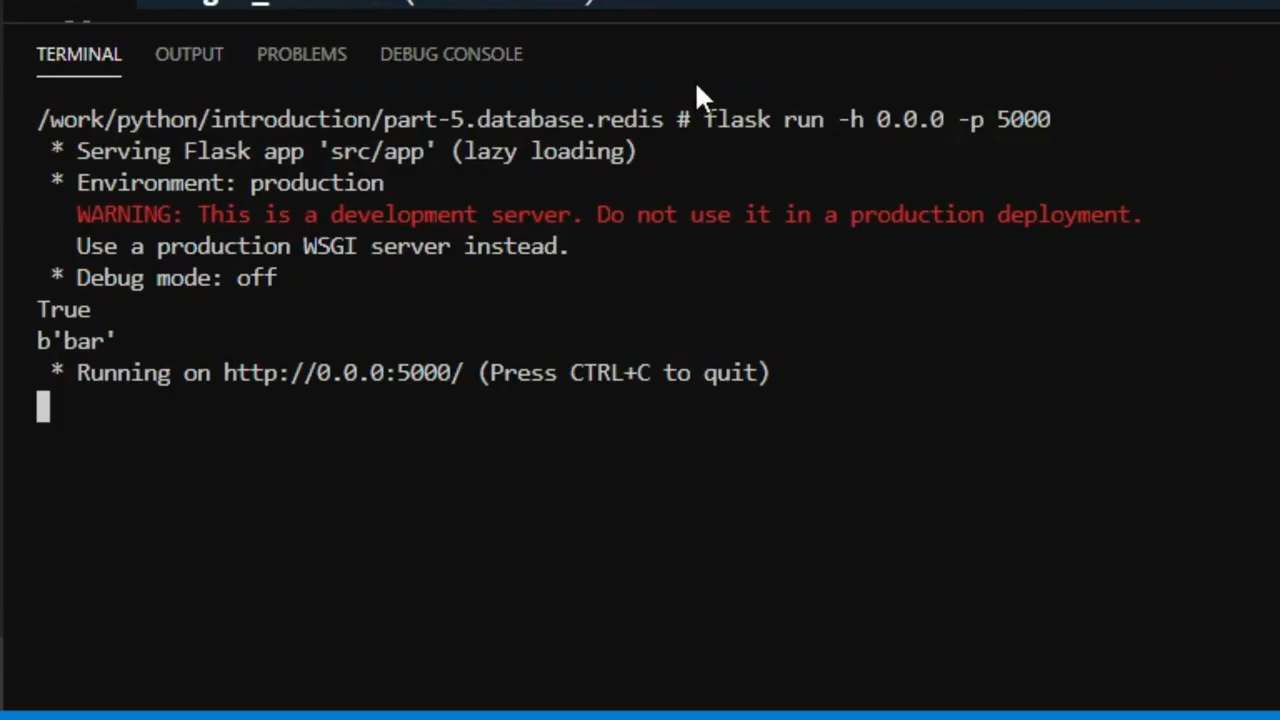 TERMINAL OUTPUT PROBLEMS DEBUG CONSOLE
/work/python/introduction/part-5.database.redis # flask run -h 0.0.0 -p 5000
* Serving Flask app 'src/app' (lazy loading)
* Environment: production
WARNING: This is a development server. Do not use it in a production deployment.
Use a production WSGI server instead.
* Debug mode: off
True
b'bar'
* Running on http://0.0.0:5000/ (Press CTRL+C to quit)